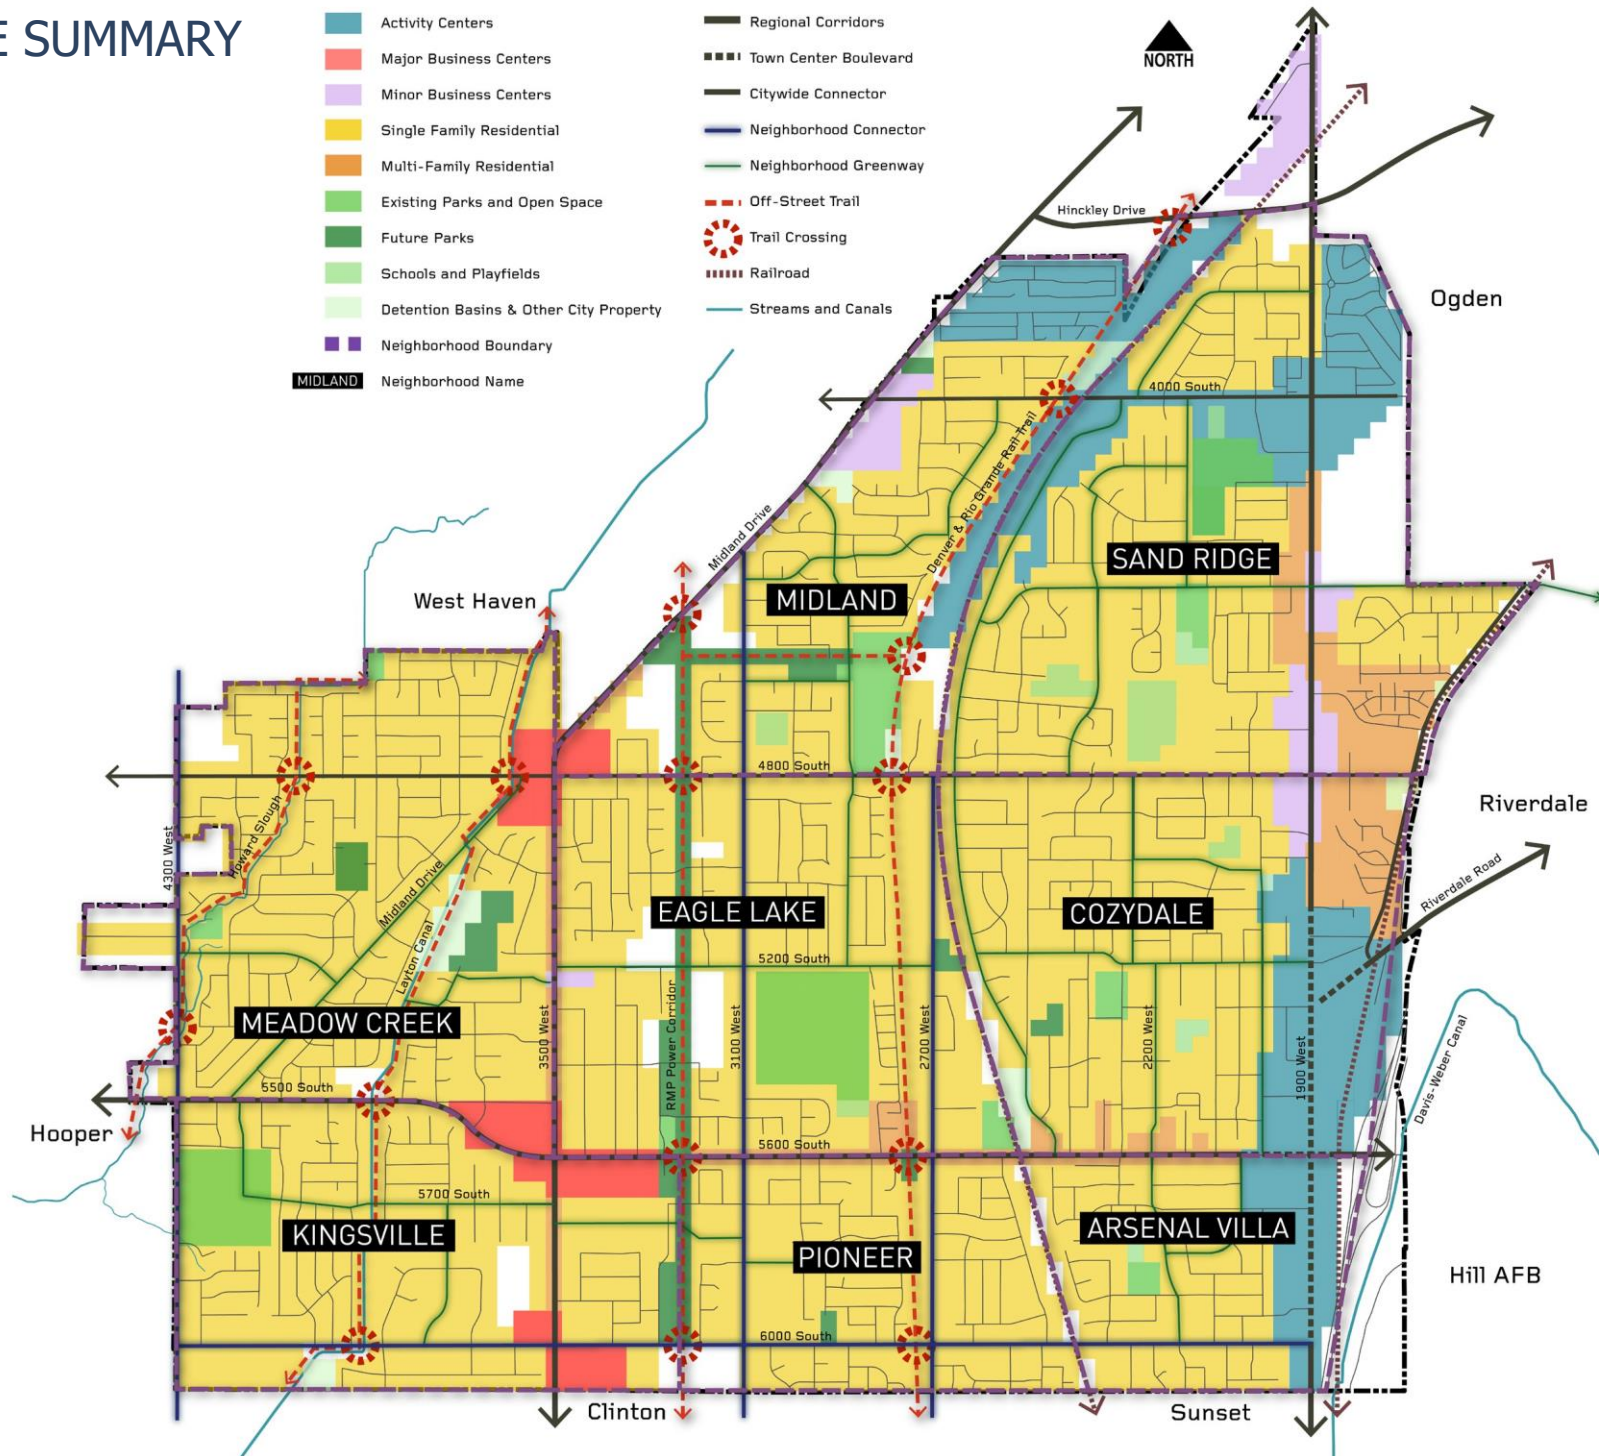 E SUMMARY
Activity Centers
Major Business Centers
Minor Business Centers
Single Family Residential
Multi-Family Residential
Existing Parks and Open Space
Future Parks
Schools and Playfields
Detention Basins & Other City Property
Neighborhood Boundary
MIDLAND Neighborhood Name
Regional Corridors
Town Center Boulevard
Citywide Connector
Neighborhood Connector
Neighborhood Greenway
Off-Street Trail
Trail Crossing
Railroad
Streams and Canals
NORTH
Hinckley Drive
Ogden
4000 South
Denver & Rio Grande Rail Trail
Midland Drive
SAND RIDGE
MIDLAND
West Haven
4800 South
Riverdale
4300 West
Howard Slough
Midland Drive
Riverdale Road
EAGLE LAKE
COZYDALE
Layton Canal
5200 South
MEADOW CREEK
3500 West
RMP Power Corridor
3100 West
2700 West
2200 West
1900 West
Davis-Weber Canal
5500 South
Hooper
5600 South
5700 South
KINGSVILLE
ARSENAL VILLA
PIONEER
Hill AFB
6000 South
Clinton
Sunset